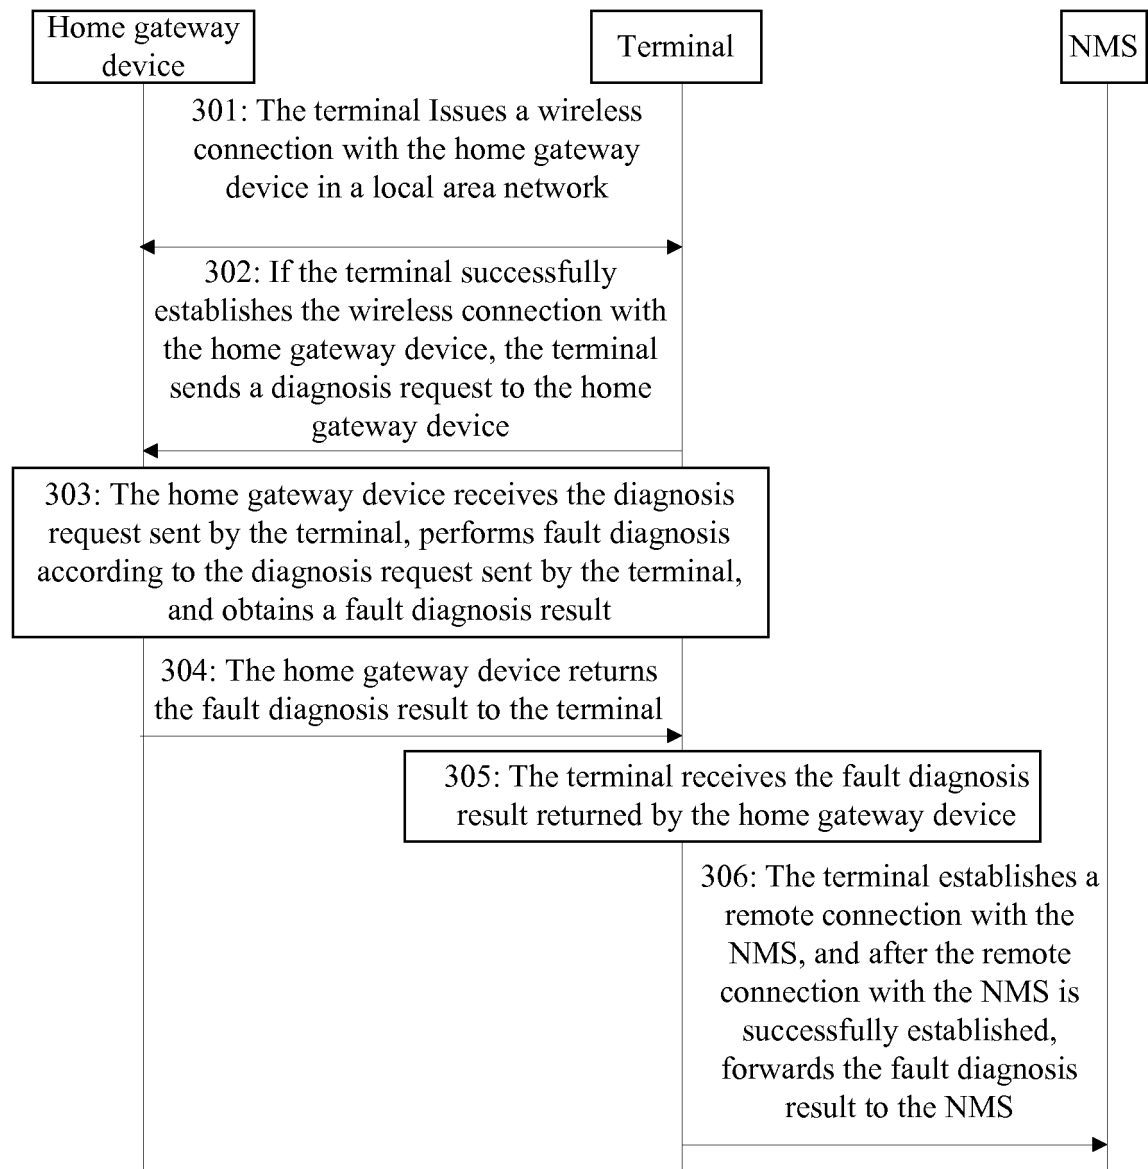 Home gateway
device
Terminal
NMS
301: The terminal Issues a wireless
connection with the home gateway
device in a local area network
302: If the terminal successfully
establishes the wireless connection with
the home gateway device, the terminal
sends a diagnosis request to the home
gateway device
303: The home gateway device receives the diagnosis
request sent by the terminal, performs fault diagnosis
according to the diagnosis request sent by the terminal,
and obtains a fault diagnosis result
304: The home gateway device returns
the fault diagnosis result to the terminal
305: The terminal receives the fault diagnosis
result returned by the home gateway device
306: The terminal establishes a
remote connection with the
NMS, and after the remote
connection with the NMS is
successfully established,
forwards the fault diagnosis
result to the NMS